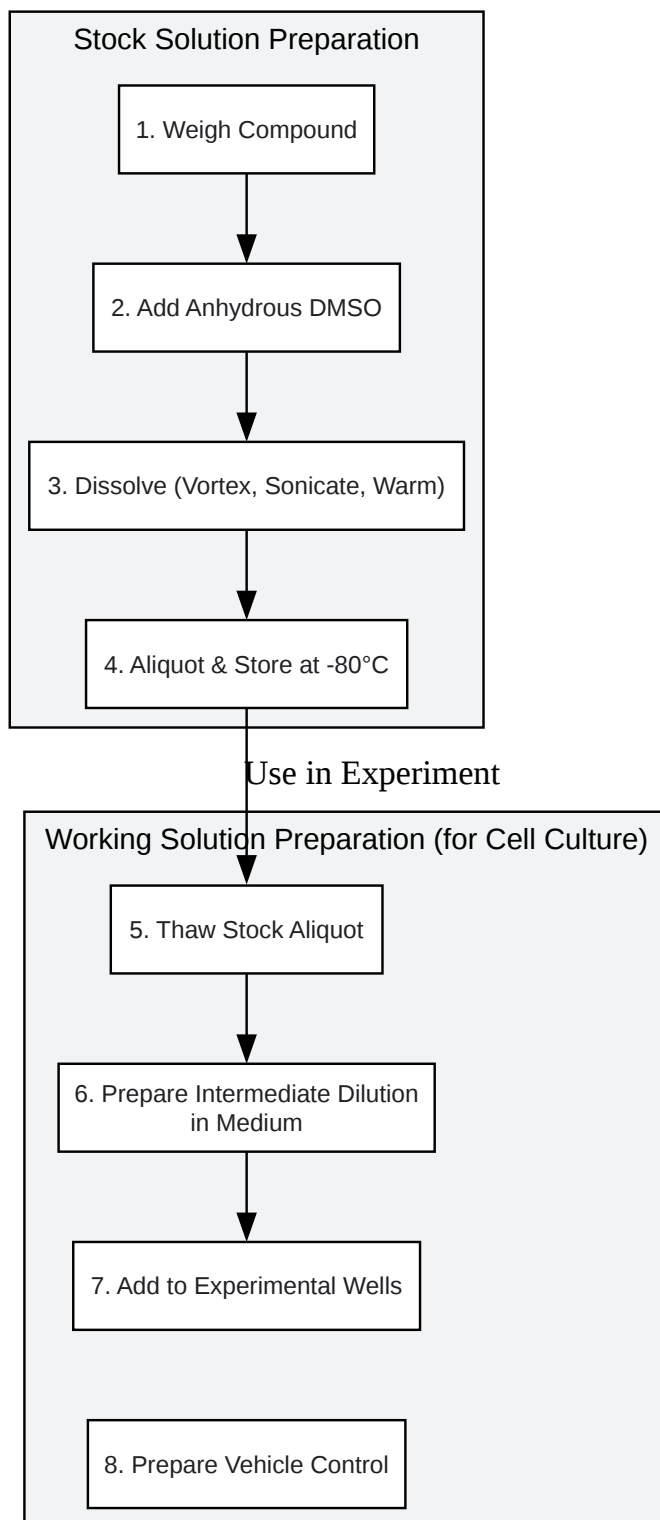 Stock Solution Preparation
1. Weigh Compound
2. Add Anhydrous DMSO
3. Dissolve (Vortex, Sonicate, Warm)
4. Aliquot & Store at -80°C
Use in Experiment
Working Solution Preparation (for Cell Culture)
5. Thaw Stock Aliquot
6. Prepare Intermediate Dilution
in Medium
7. Add to Experimental Wells
8. Prepare Vehicle Control